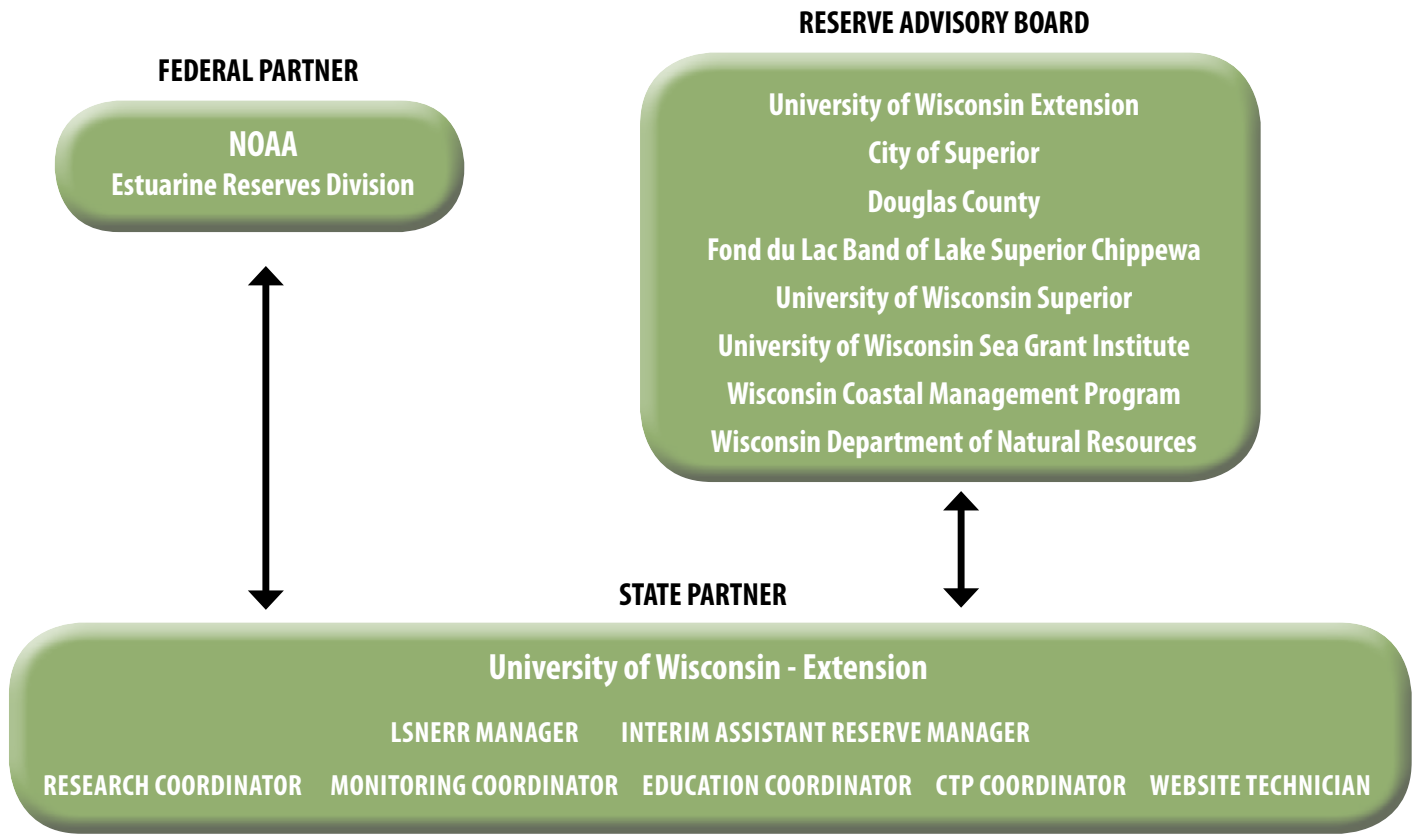 FEDERAL PARTNER
NOAA
Estuarine Reserves Division
RESERVE ADVISORY BOARD
University of Wisconsin Extension
City of Superior
Douglas County
Fond du Lac Band of Lake Superior Chippewa
University of Wisconsin Superior
University of Wisconsin Sea Grant Institute
Wisconsin Coastal Management Program
Wisconsin Department of Natural Resources
STATE PARTNER
University of Wisconsin - Extension
LSNERR MANAGER INTERIM ASSISTANT RESERVE MANAGER
RESEARCH COORDINATOR MONITORING COORDINATOR EDUCATION COORDINATOR CTP COORDINATOR WEBSITE TECHNICIAN